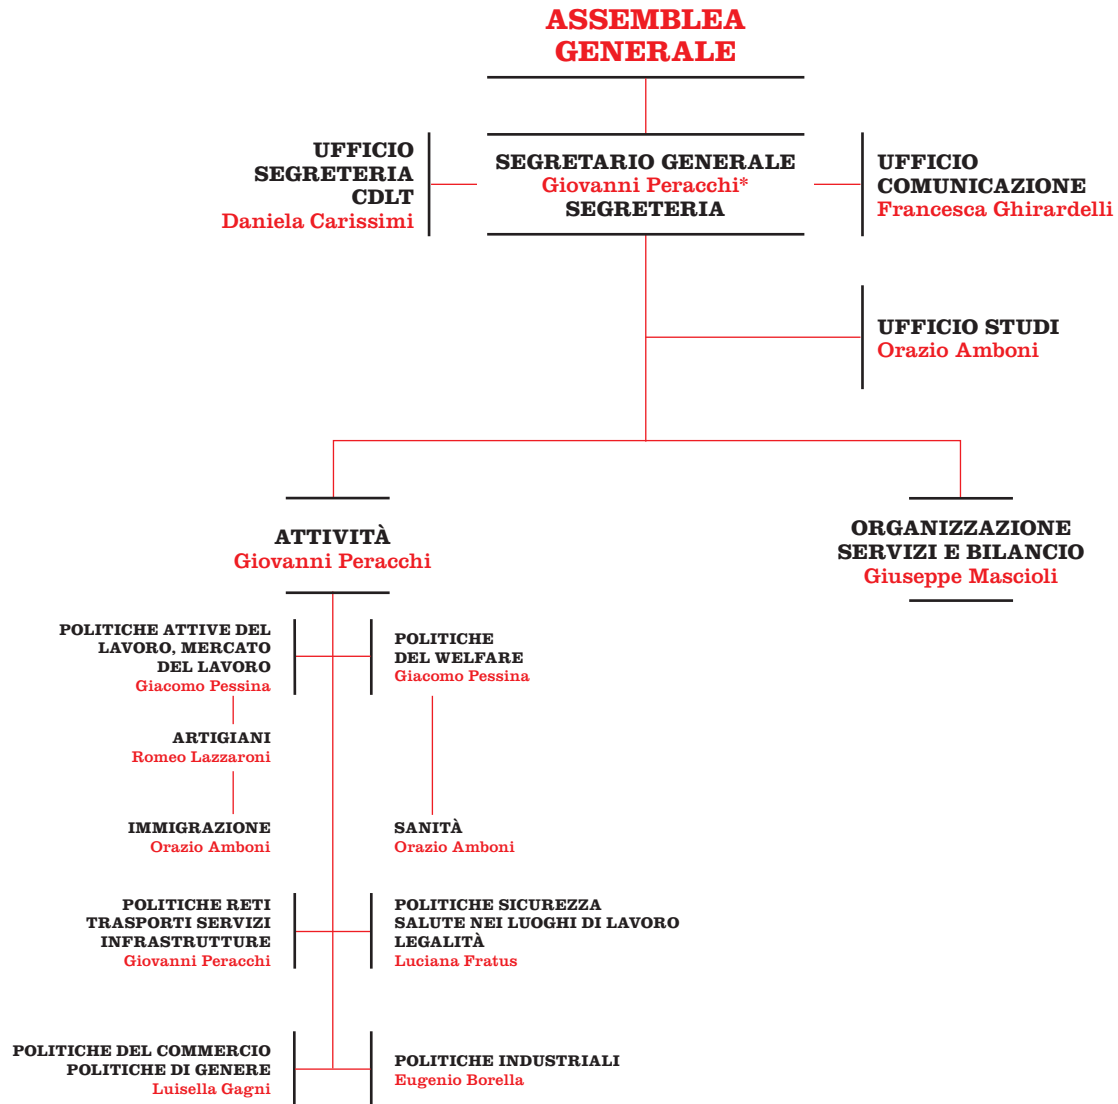 ASSEMBLEA
GENERALE
UFFICIO
SEGRETERIA
CDLT
Daniela Carissimi
SEGRETARIO GENERALE
Giovanni Peracchi*
SEGRETERIA
UFFICIO
COMUNICAZIONE
Francesca Ghirardelli
UFFICIO STUDI
Orazio Amboni
ATTIVITÀ
Giovanni Peracchi
ORGANIZZAZIONE
SERVIZI E BILANCIO
Giuseppe Mascioli
POLITICHE ATTIVE DEL
LAVORO, MERCATO
DEL LAVORO
Giacomo Pessina
POLITICHE
DEL WELFARE
Giacomo Pessina
ARTIGIANI
Romeo Lazzaroni
IMMIGRAZIONE
Orazio Amboni
SANITÀ
Orazio Amboni
POLITICHE RETI
TRASPORTI SERVIZI
INFRASTRUTTURE
Giovanni Peracchi
POLITICHE SICUREZZA
SALUTE NEI LUOGHI DI LAVORO
LEGALITÀ
Luciana Fratus
POLITICHE DEL COMMERCIO
POLITICHE DI GENERE
Luisella Gagni
POLITICHE INDUSTRIALI
Eugenio Borella